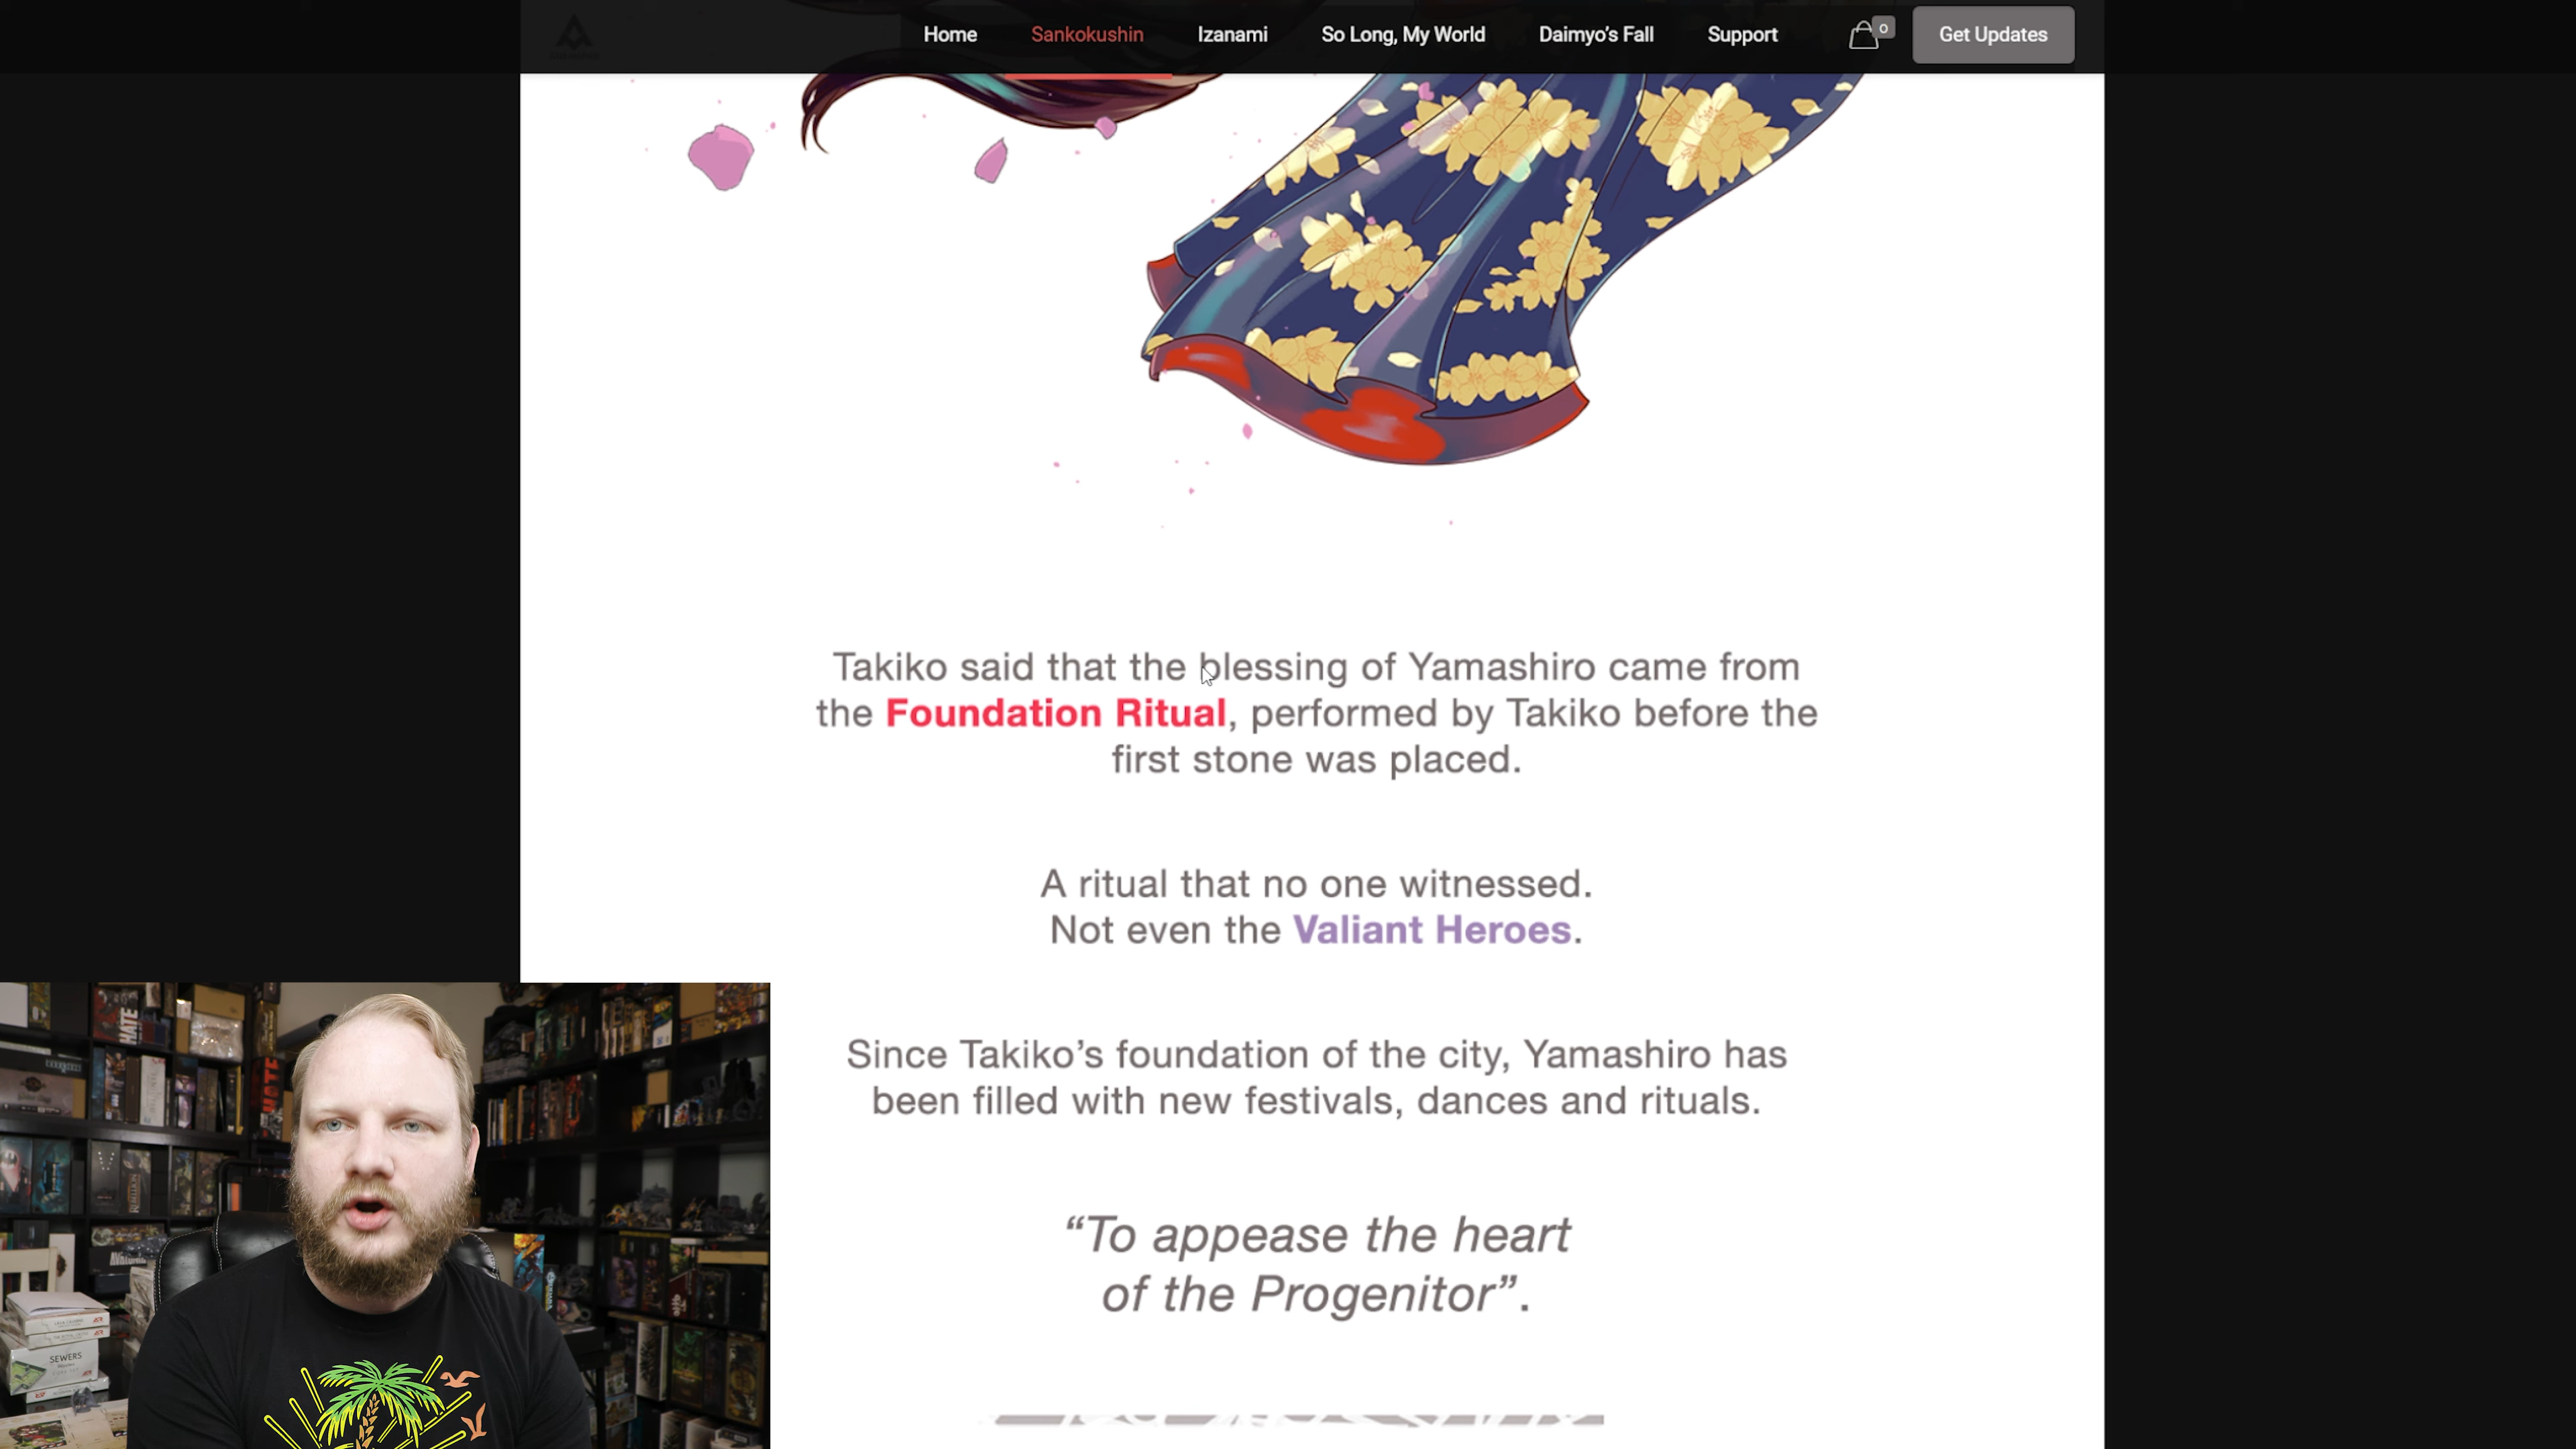 Home Sankokushin Izanami So Long, My World Daimyo's Fall Support 0 Get Updates
Takiko said that the blessing of Yamashiro came from
the Foundation Ritual, performed by Takiko before the
first stone was placed.
A ritual that no one witnessed.
Not even the Valiant Heroes.
Since Takiko's foundation of the city, Yamashiro has
been filled with new festivals, dances and rituals.
“To appease the heart
of the Progenitor”.
HATE
HATE
SEWERS